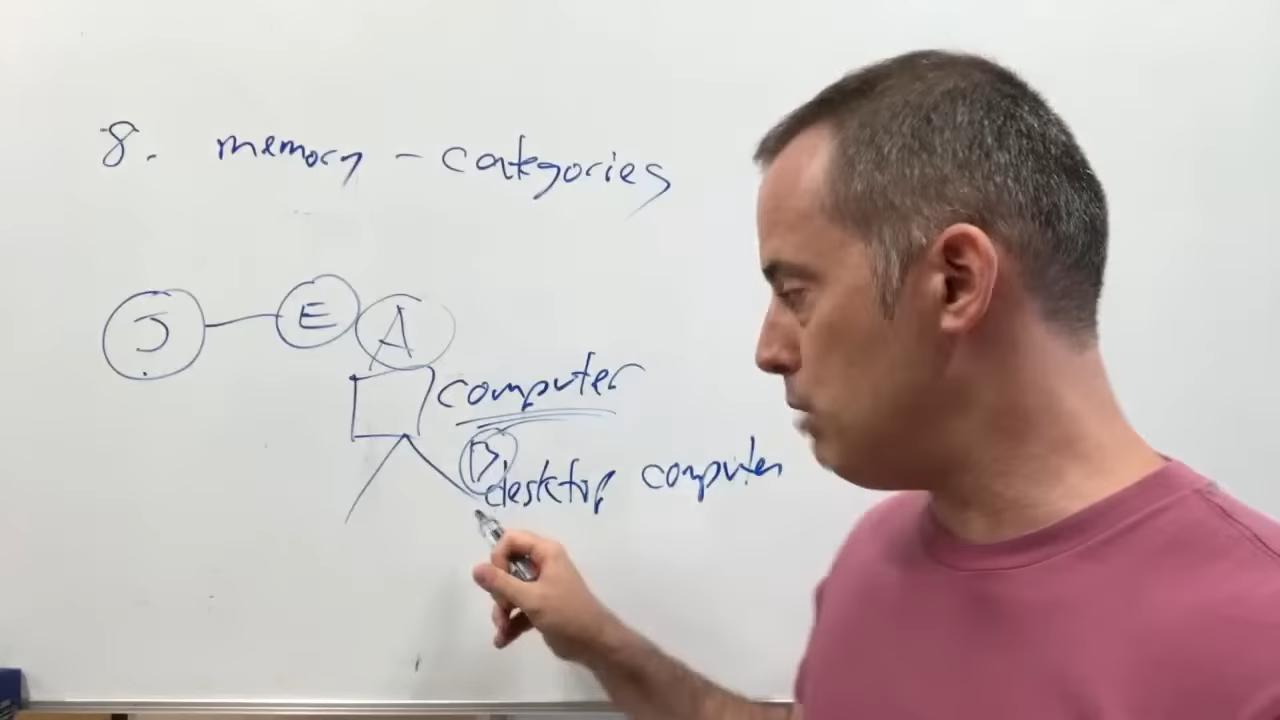 8. memory - categories
J E A
computer
D
desktop computer